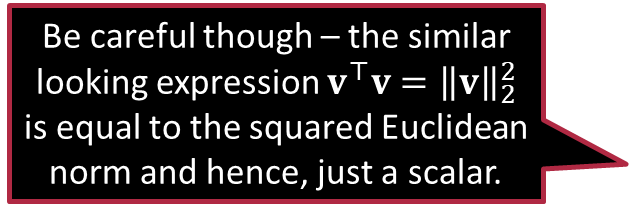 Be careful though – the similar
looking expression 𝐯⊤𝐯 = ‖𝐯‖₂²
is equal to the squared Euclidean
norm and hence, just a scalar.